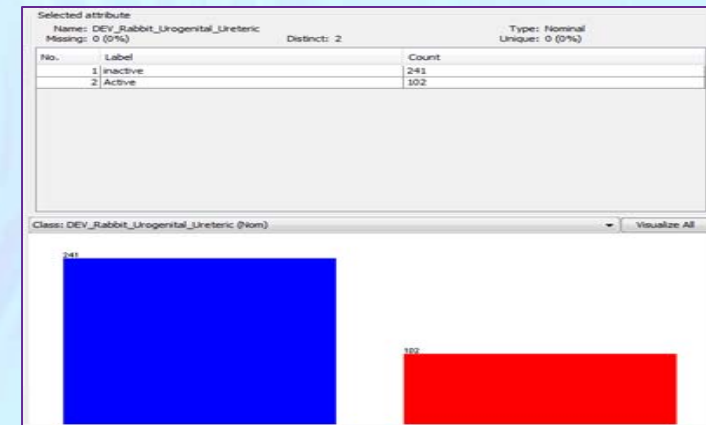 Selected attribute
Name: DEV_Rabbit_Urogenital_Ureteric Type: Nominal
Missing: 0 (0%) Distinct: 2 Unique: 0 (0%)
No. Label Count
1 inactive 241
2 Active 102
Class: DEV_Rabbit_Urogenital_Ureteric (Nom) Visualize All
241
102